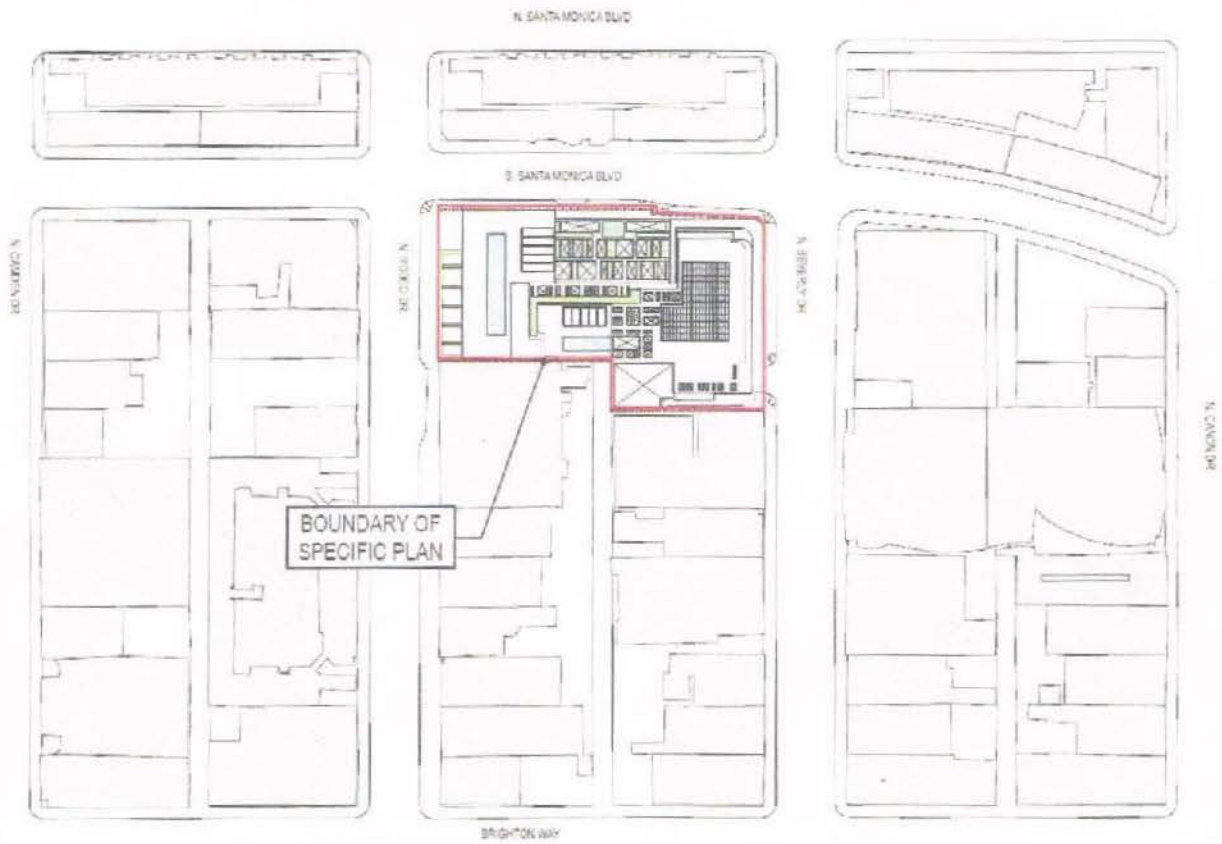 N. SANTA MONICA BLVD
S. SANTA MONICA BLVD
N. CAMDEN DR
N. RODEO DR
N. BEVERLY DR
N. CANON DR
BOUNDARY OF
SPECIFIC PLAN
BRIGHTON WAY